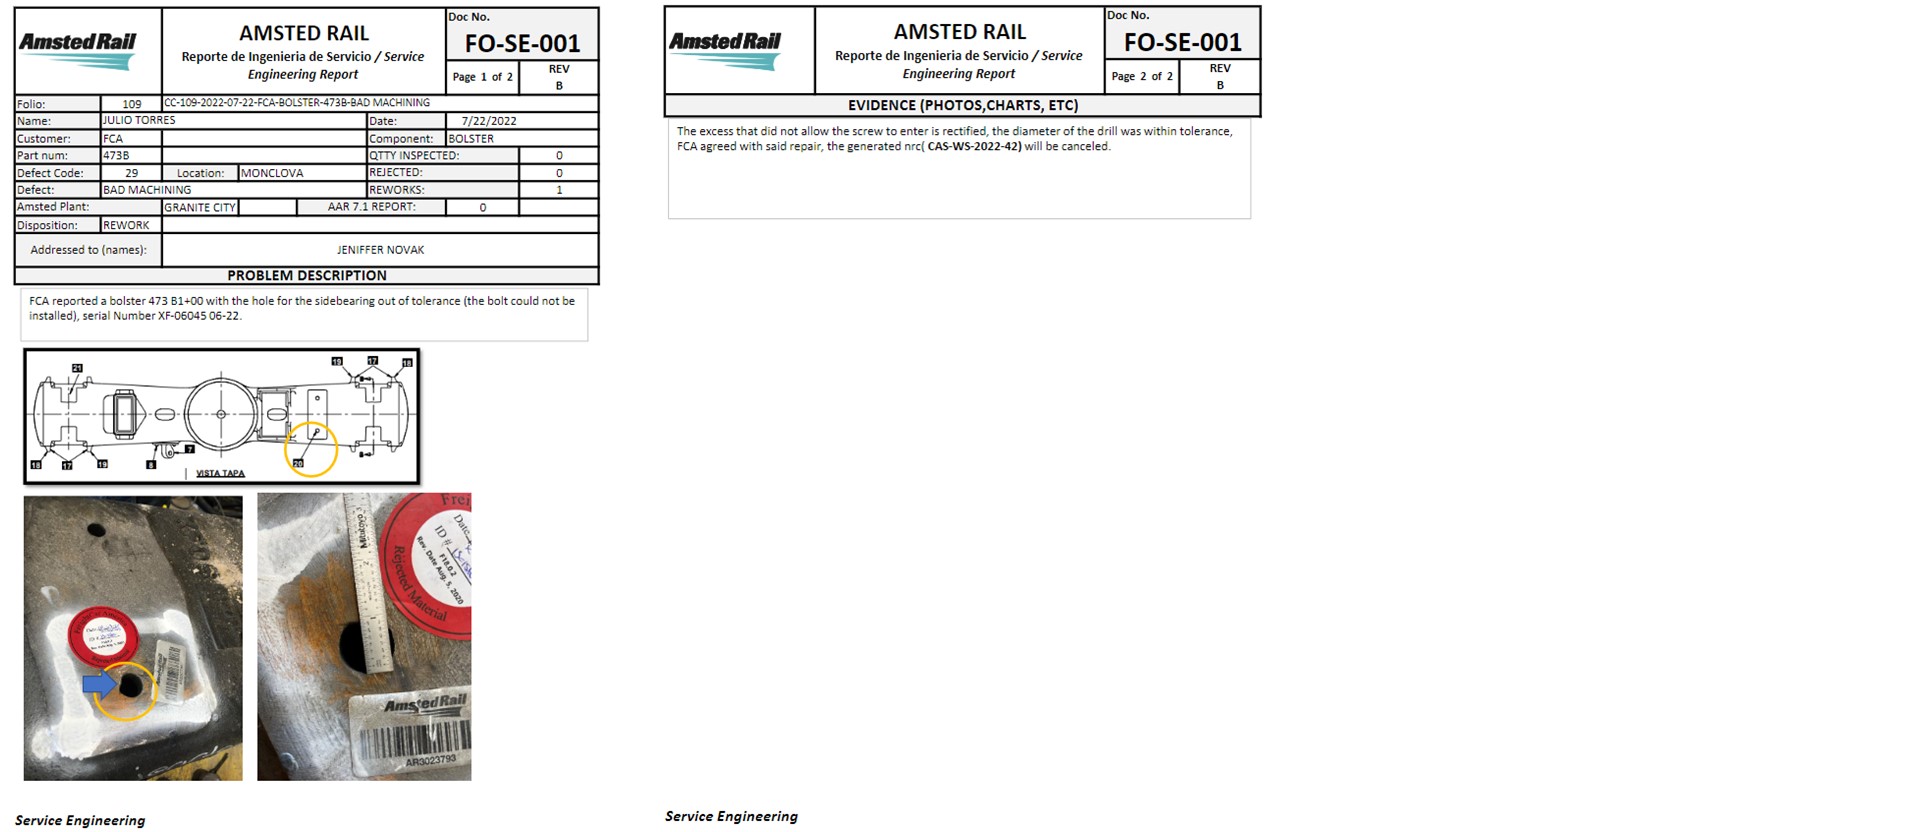 AmstedRail
AMSTED RAIL
Reporte de Ingenieria de Servicio / Service
Engineering Report
Doc No.
FO-SE-001
Page 1 of 2
REV
B
Folio: 109 CC-109-2022-07-22-FCA-BOLSTER-473B-BAD MACHINING
Name: JULIO TORRES Date: 7/22/2022
Customer: FCA Component: BOLSTER
Part num: 473B QTTY INSPECTED: 0
Defect Code: 29 Location: MONCLOVA REJECTED: 0
Defect: BAD MACHINING REWORKS: 1
Amsted Plant: GRANITE CITY AAR 7.1 REPORT: 0
Disposition: REWORK
Addressed to (names): JENIFFER NOVAK
PROBLEM DESCRIPTION
FCA reported a bolster 473 B1+00 with the hole for the sidebearing out of tolerance (the bolt could not be
installed), serial Number XF-06045 06-22.
21
19 17 18
18 17 19 8 7 20
VISTA TAPA
Mitutoyo
Frei
Date
ID #
F18.0.2
Rev. Date Aug. 5, 2020
Rejected Material
AmstedRail
AR3023793
Service Engineering
AmstedRail
AMSTED RAIL
Reporte de Ingenieria de Servicio / Service
Engineering Report
Doc No.
FO-SE-001
Page 2 of 2
REV
B
EVIDENCE (PHOTOS,CHARTS, ETC)
The excess that did not allow the screw to enter is rectified, the diameter of the drill was within tolerance,
FCA agreed with said repair, the generated nrc( CAS-WS-2022-42) will be canceled.
Service Engineering